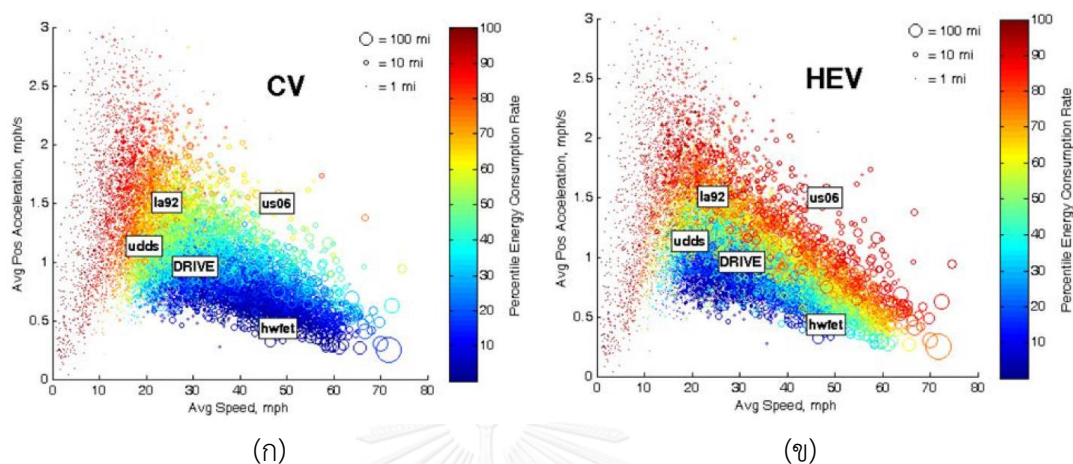 CV
= 100 mi
= 10 mi
= 1 mi
la92
us06
udds
DRIVE
hwfet
3
2.5
2
1.5
1
0.5
0
0
10
20
30
40
50
60
70
80
Avg Pos Acceleration, mph/s
Avg Speed, mph
100
90
80
70
60
50
40
30
20
10
Percentile Energy Consumption Rate
(ก)
HEV
= 100 mi
= 10 mi
= 1 mi
la92
us06
udds
DRIVE
hwfet
3
2.5
2
1.5
1
0.5
0
0
10
20
30
40
50
60
70
80
Avg Pos Acceleration, mph/s
Avg Speed, mph
100
90
80
70
60
50
40
30
20
10
Percentile Energy Consumption Rate
(ข)